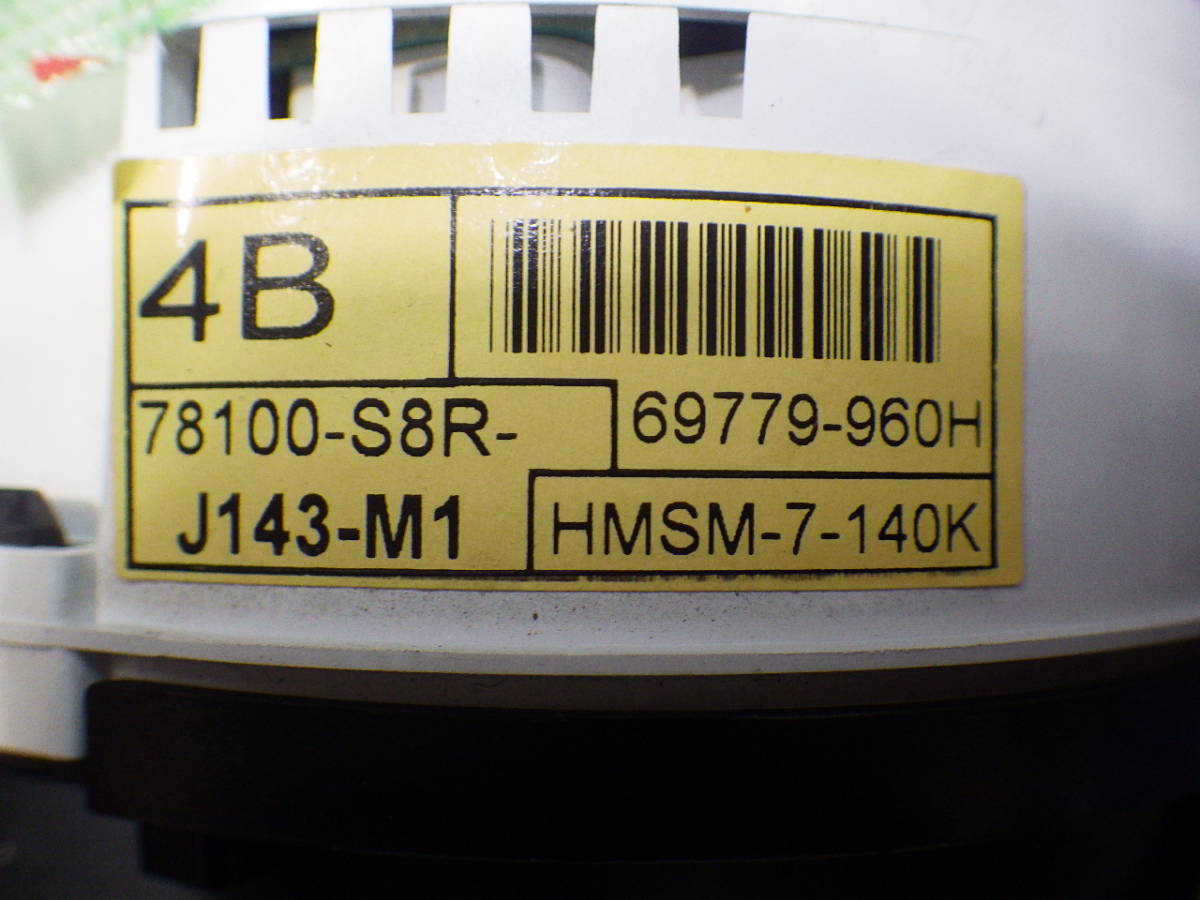 4B
78100-S8R-
69779-960H
J143-M1
HMSM-7-140K